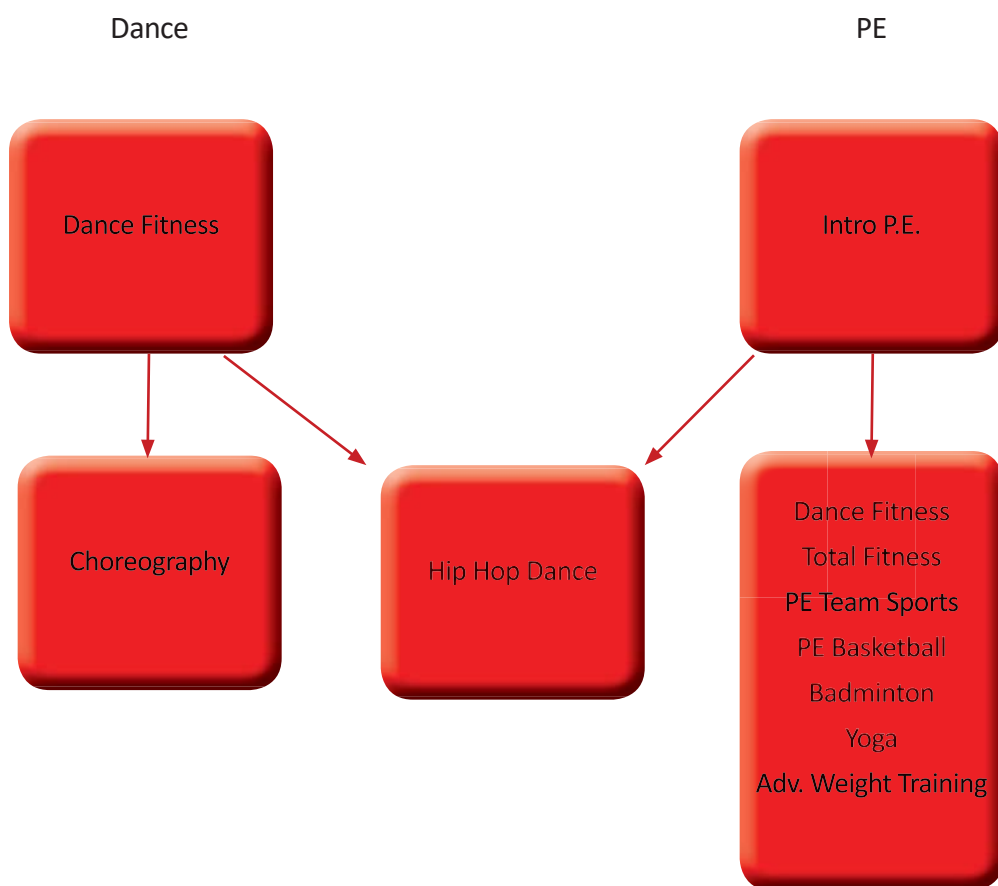 Dance
PE
Dance Fitness
Intro P.E.
Choreography
Hip Hop Dance
Dance Fitness
Total Fitness
PE Team Sports
PE Basketball
Badminton
Yoga
Adv. Weight Training